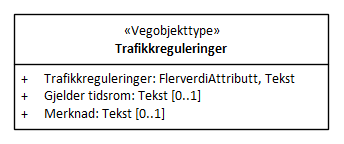 «Vegobjekttype»
Trafikkreguleringer
+ Trafikkreguleringer: FlerverdiAttributt, Tekst
+ Gjelder tidsrom: Tekst [0..1]
+ Merknad: Tekst [0..1]